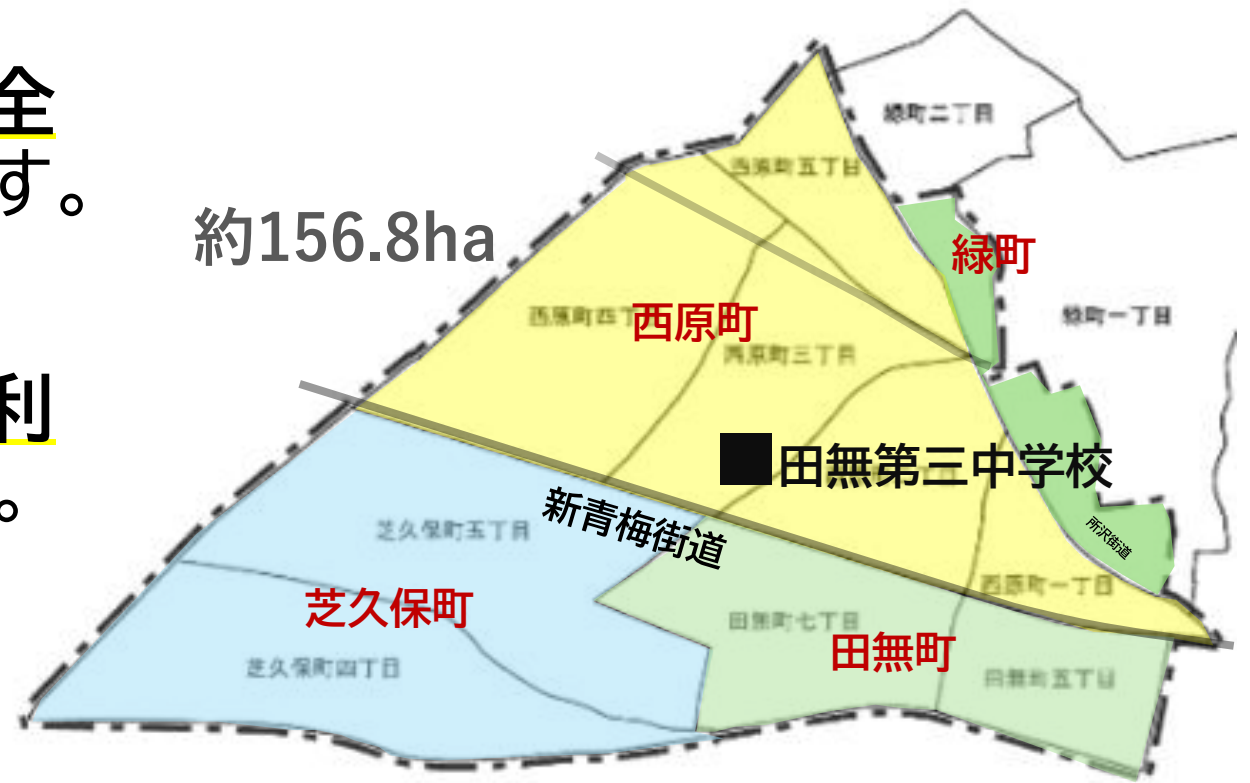 全
す。
緑町二丁目
西原町五丁目
約156.8ha
緑町
西原町四丁目
西原町
緑町一丁目
西原町三丁目
利
田無第三中学校
。
新青梅街道
芝久保町五丁目
所沢街道
西原町一丁目
芝久保町
田無町七丁目
田無町
芝久保町四丁目
田無町五丁目